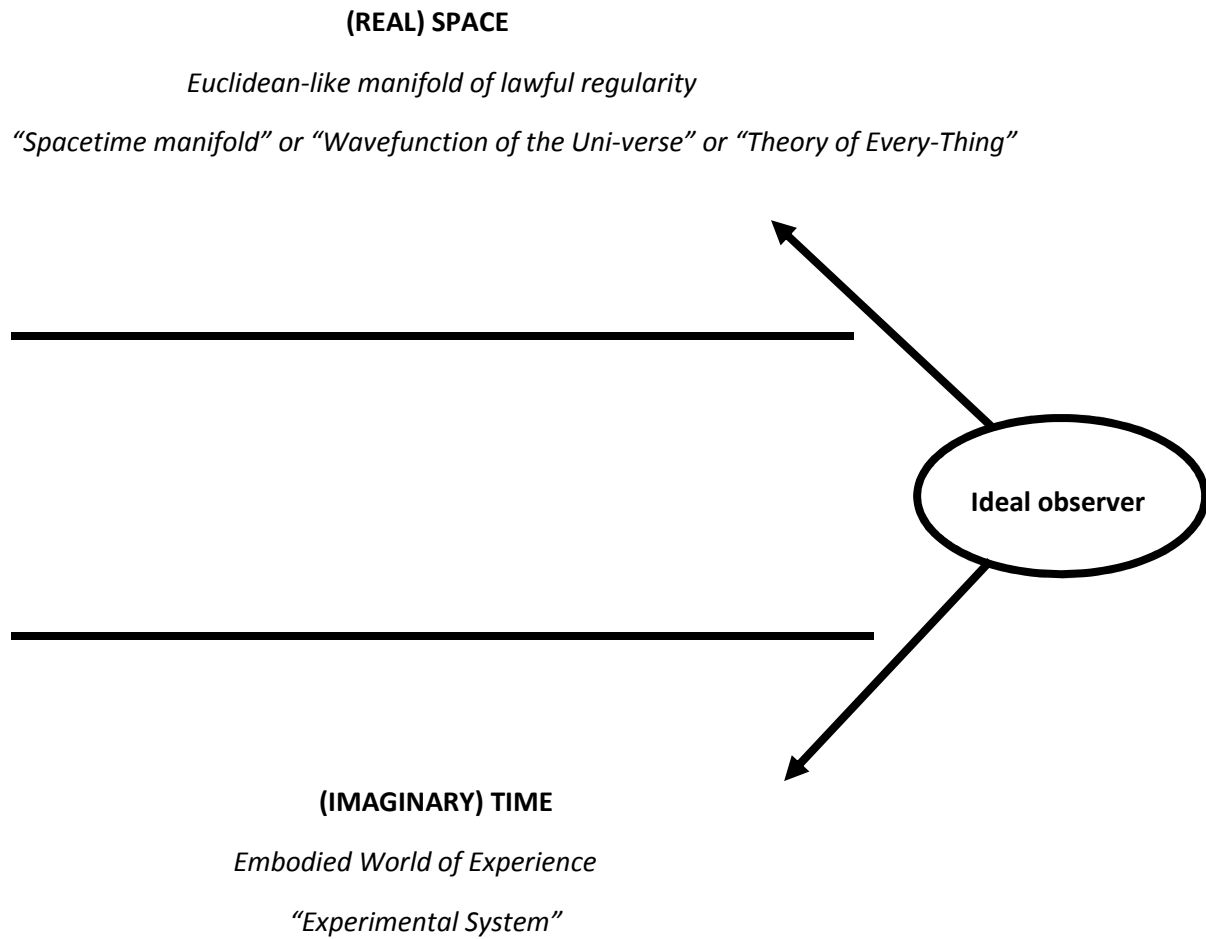 (REAL) SPACE
Euclidean-like manifold of lawful regularity
“Spacetime manifold” or “Wavefunction of the Uni-verse” or “Theory of Every-Thing”
Ideal observer
(IMAGINARY) TIME
Embodied World of Experience
“Experimental System”